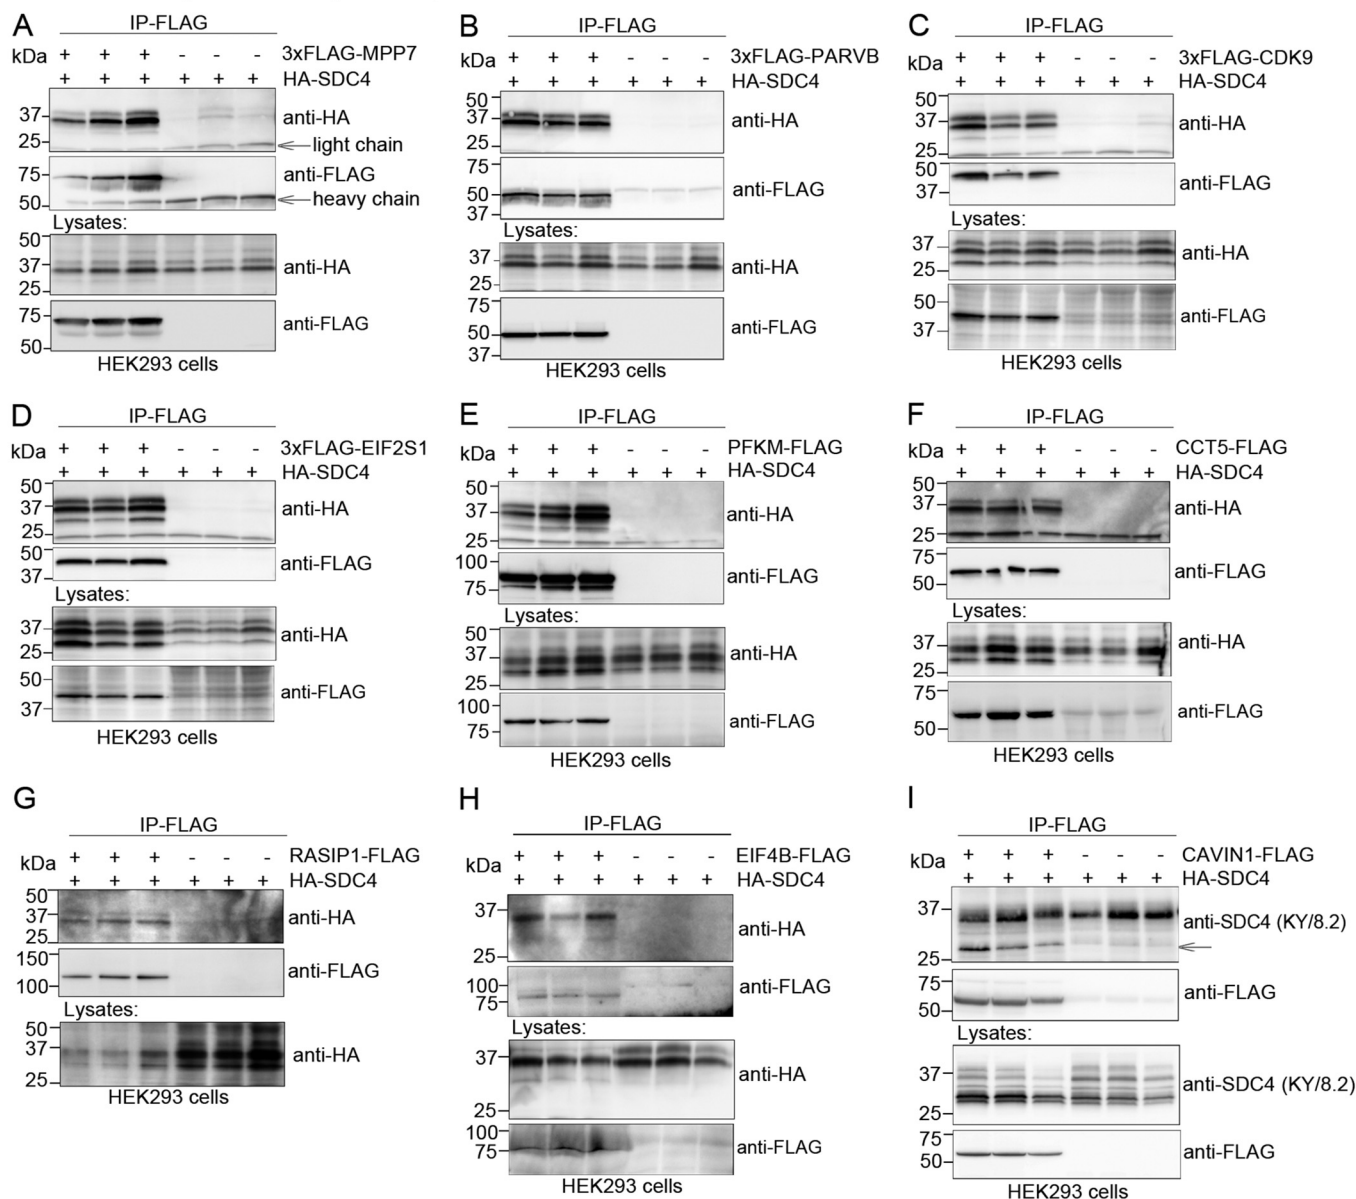 A
IP-FLAG
kDa + + + - - - 3xFLAG-MPP7
+ + + + + + HA-SDC4
37 anti-HA
25 light chain
75 anti-FLAG
50 heavy chain
Lysates:
50
37 anti-HA
25
75 anti-FLAG
50
HEK293 cells
B
IP-FLAG
kDa + + + - - - 3xFLAG-PARVB
+ + + + + + HA-SDC4
50
37 anti-HA
25
75
50 anti-FLAG
37
Lysates:
50
37 anti-HA
25
75
50 anti-FLAG
37
HEK293 cells
C
IP-FLAG
kDa + + + - - - 3xFLAG-CDK9
+ + + + + + HA-SDC4
50
37 anti-HA
25
50 anti-FLAG
37
Lysates:
37 anti-HA
25
50 anti-FLAG
37
HEK293 cells
D
IP-FLAG
kDa + + + - - - 3xFLAG-EIF2S1
+ + + + + + HA-SDC4
50
37 anti-HA
25
50 anti-FLAG
37
Lysates:
37 anti-HA
25
50 anti-FLAG
37
HEK293 cells
E
IP-FLAG
kDa + + + - - - PFKM-FLAG
+ + + + + + HA-SDC4
50
37 anti-HA
25
100 anti-FLAG
75
Lysates:
50
37 anti-HA
25
100 anti-FLAG
75
HEK293 cells
F
IP-FLAG
kDa + + + - - - CCT5-FLAG
+ + + + + + HA-SDC4
50
37 anti-HA
25
75 anti-FLAG
50
Lysates:
37 anti-HA
25
75 anti-FLAG
50
HEK293 cells
G
IP-FLAG
kDa + + + - - - RASIP1-FLAG
+ + + + + + HA-SDC4
50
37 anti-HA
25
150 anti-FLAG
100
Lysates:
50
37 anti-HA
25
HEK293 cells
H
IP-FLAG
kDa + + + - - - EIF4B-FLAG
+ + + + + + HA-SDC4
37 anti-HA
25
100 anti-FLAG
75
Lysates:
37 anti-HA
25
100 anti-FLAG
75
HEK293 cells
I
IP-FLAG
kDa + + + - - - CAVIN1-FLAG
+ + + + + + HA-SDC4
37 anti-SDC4 (KY/8.2)
25
75 anti-FLAG
50
Lysates:
37 anti-SDC4 (KY/8.2)
25
75 anti-FLAG
50
HEK293 cells